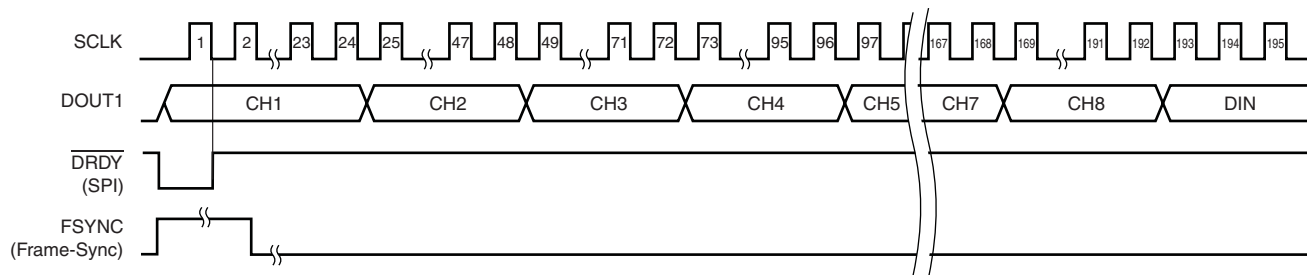 SCLK 1 2 23 24 25 47 48 49 71 72 73 95 96 97 167 168 169 191 192 193 194 195
DOUT1 CH1 CH2 CH3 CH4 CH5 CH7 CH8 DIN
DRDY
(SPI)
FSYNC
(Frame-Sync)